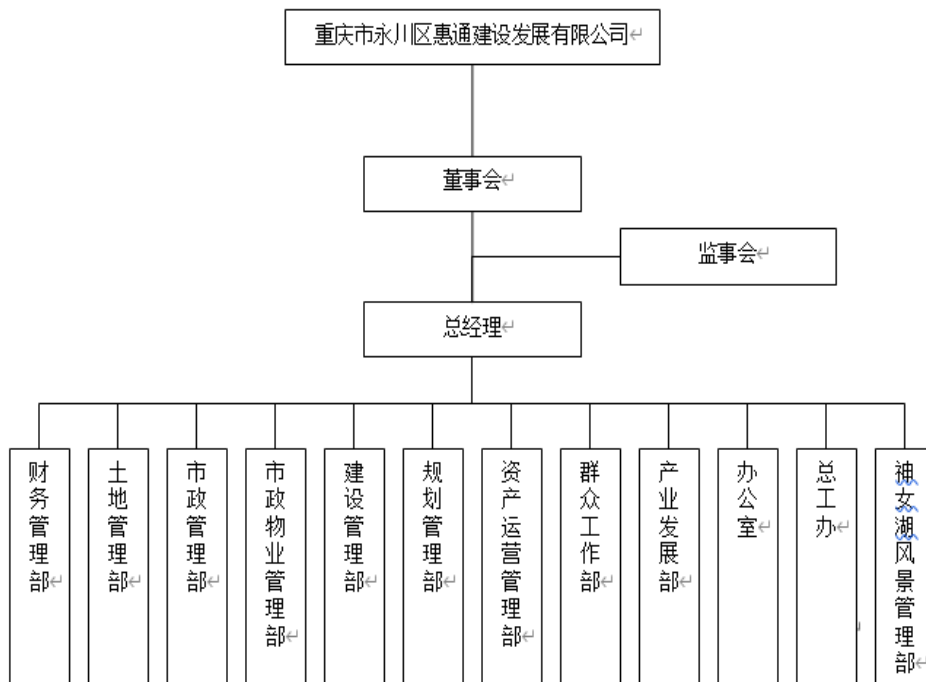 重庆市永川区惠通建设发展有限公司
董事会
监事会
总经理
财务管理部
土地管理部
市政管理部
市政物业管理部
建设管理部
规划管理部
资产运营管理部
群众工作部
产业发展部
办公室
总工办
神女湖风景管理部